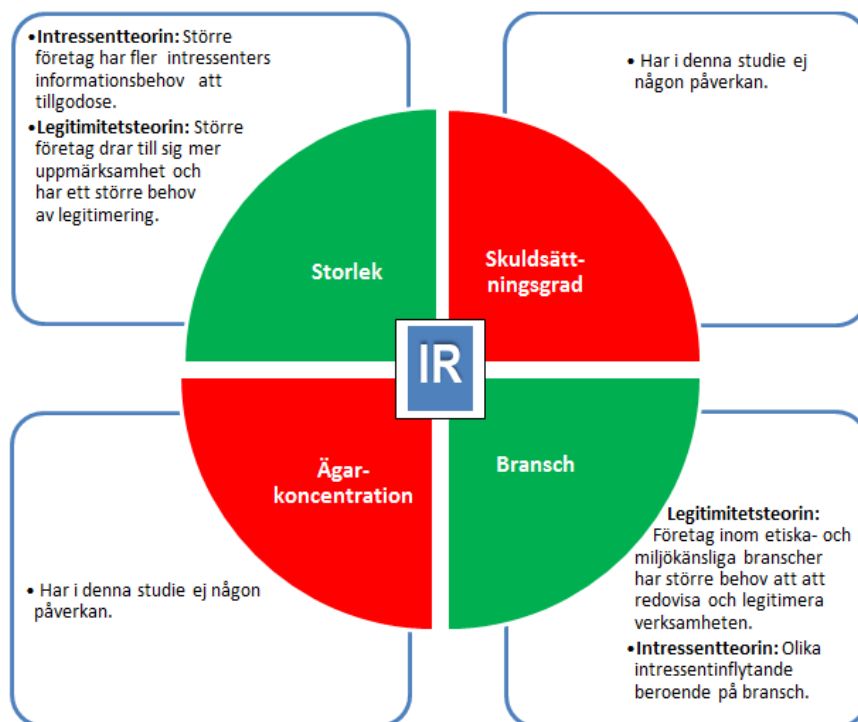 •Intressentteorin: Större
företag har fler intressenters
informationsbehov att
tillgodose.
•Legitimitetsteorin: Större
företag drar till sig mer
uppmärksamhet och
har ett större behov
av legitimering.
• Har i denna studie ej
någon påverkan.
Storlek
Skuldsätt-
ningsgrad
IR
Ägar-
koncentration
Bransch
• Har i denna studie ej någon
påverkan.
Legitimitetsteorin:
Företag inom etiska- och
miljökänsliga branscher
har större behov att att
redovisa och legitimera
verksamheten.
•Intressentteorin: Olika
intressentinflytande
beroende på bransch.